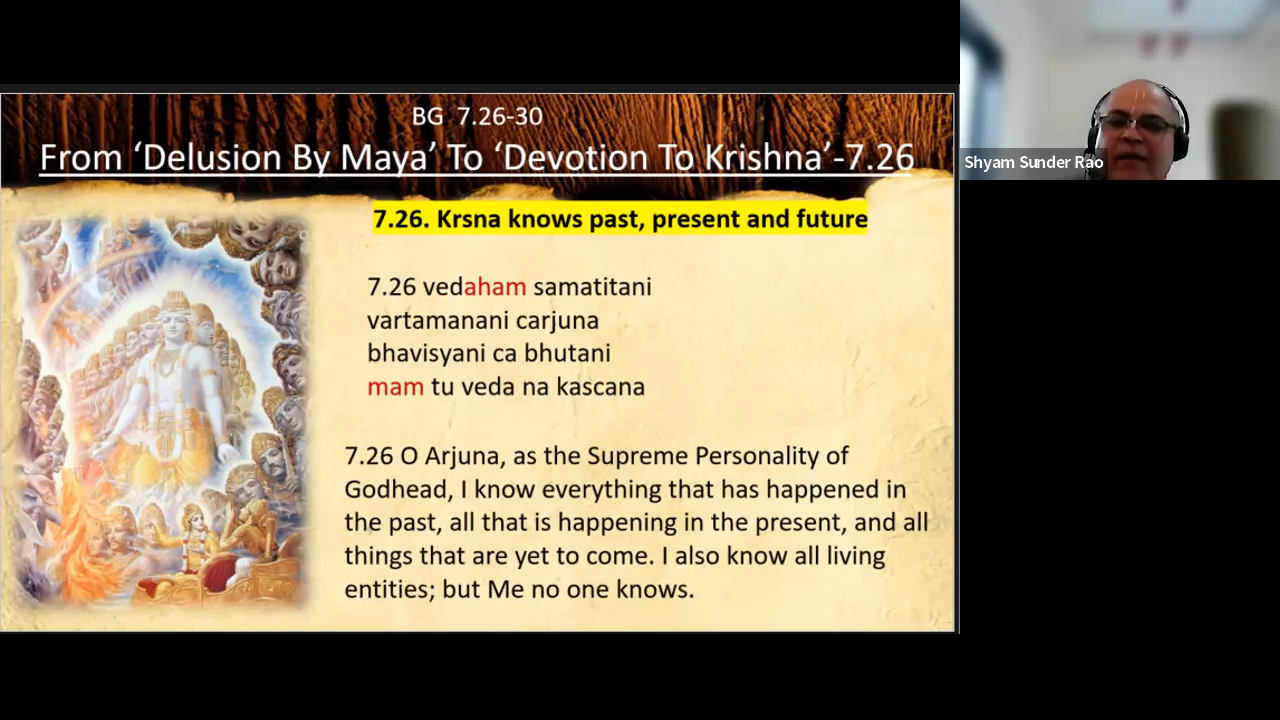 BG 7.26-30
From ‘Delusion By Maya’ To ‘Devotion To Krishna’-7.26
7.26. Krsna knows past, present and future
7.26 vedaham samatitani
vartamanani carjuna
bhavisyani ca bhutani
mam tu veda na kascana
7.26 O Arjuna, as the Supreme Personality of
Godhead, I know everything that has happened in
the past, all that is happening in the present, and all
things that are yet to come. I also know all living
entities; but Me no one knows.
Shyam Sunder Rao